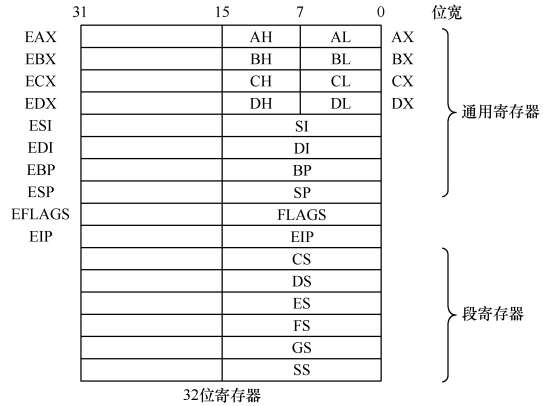 31 15 7 0 位宽
EAX AH AL AX
EBX BH BL BX
ECX CH CL CX
EDX DH DL DX
通用寄存器
ESI SI
EDI DI
EBP BP
ESP SP
EFLAGS FLAGS
EIP EIP
CS
DS
ES
段寄存器
FS
GS
SS
32位寄存器